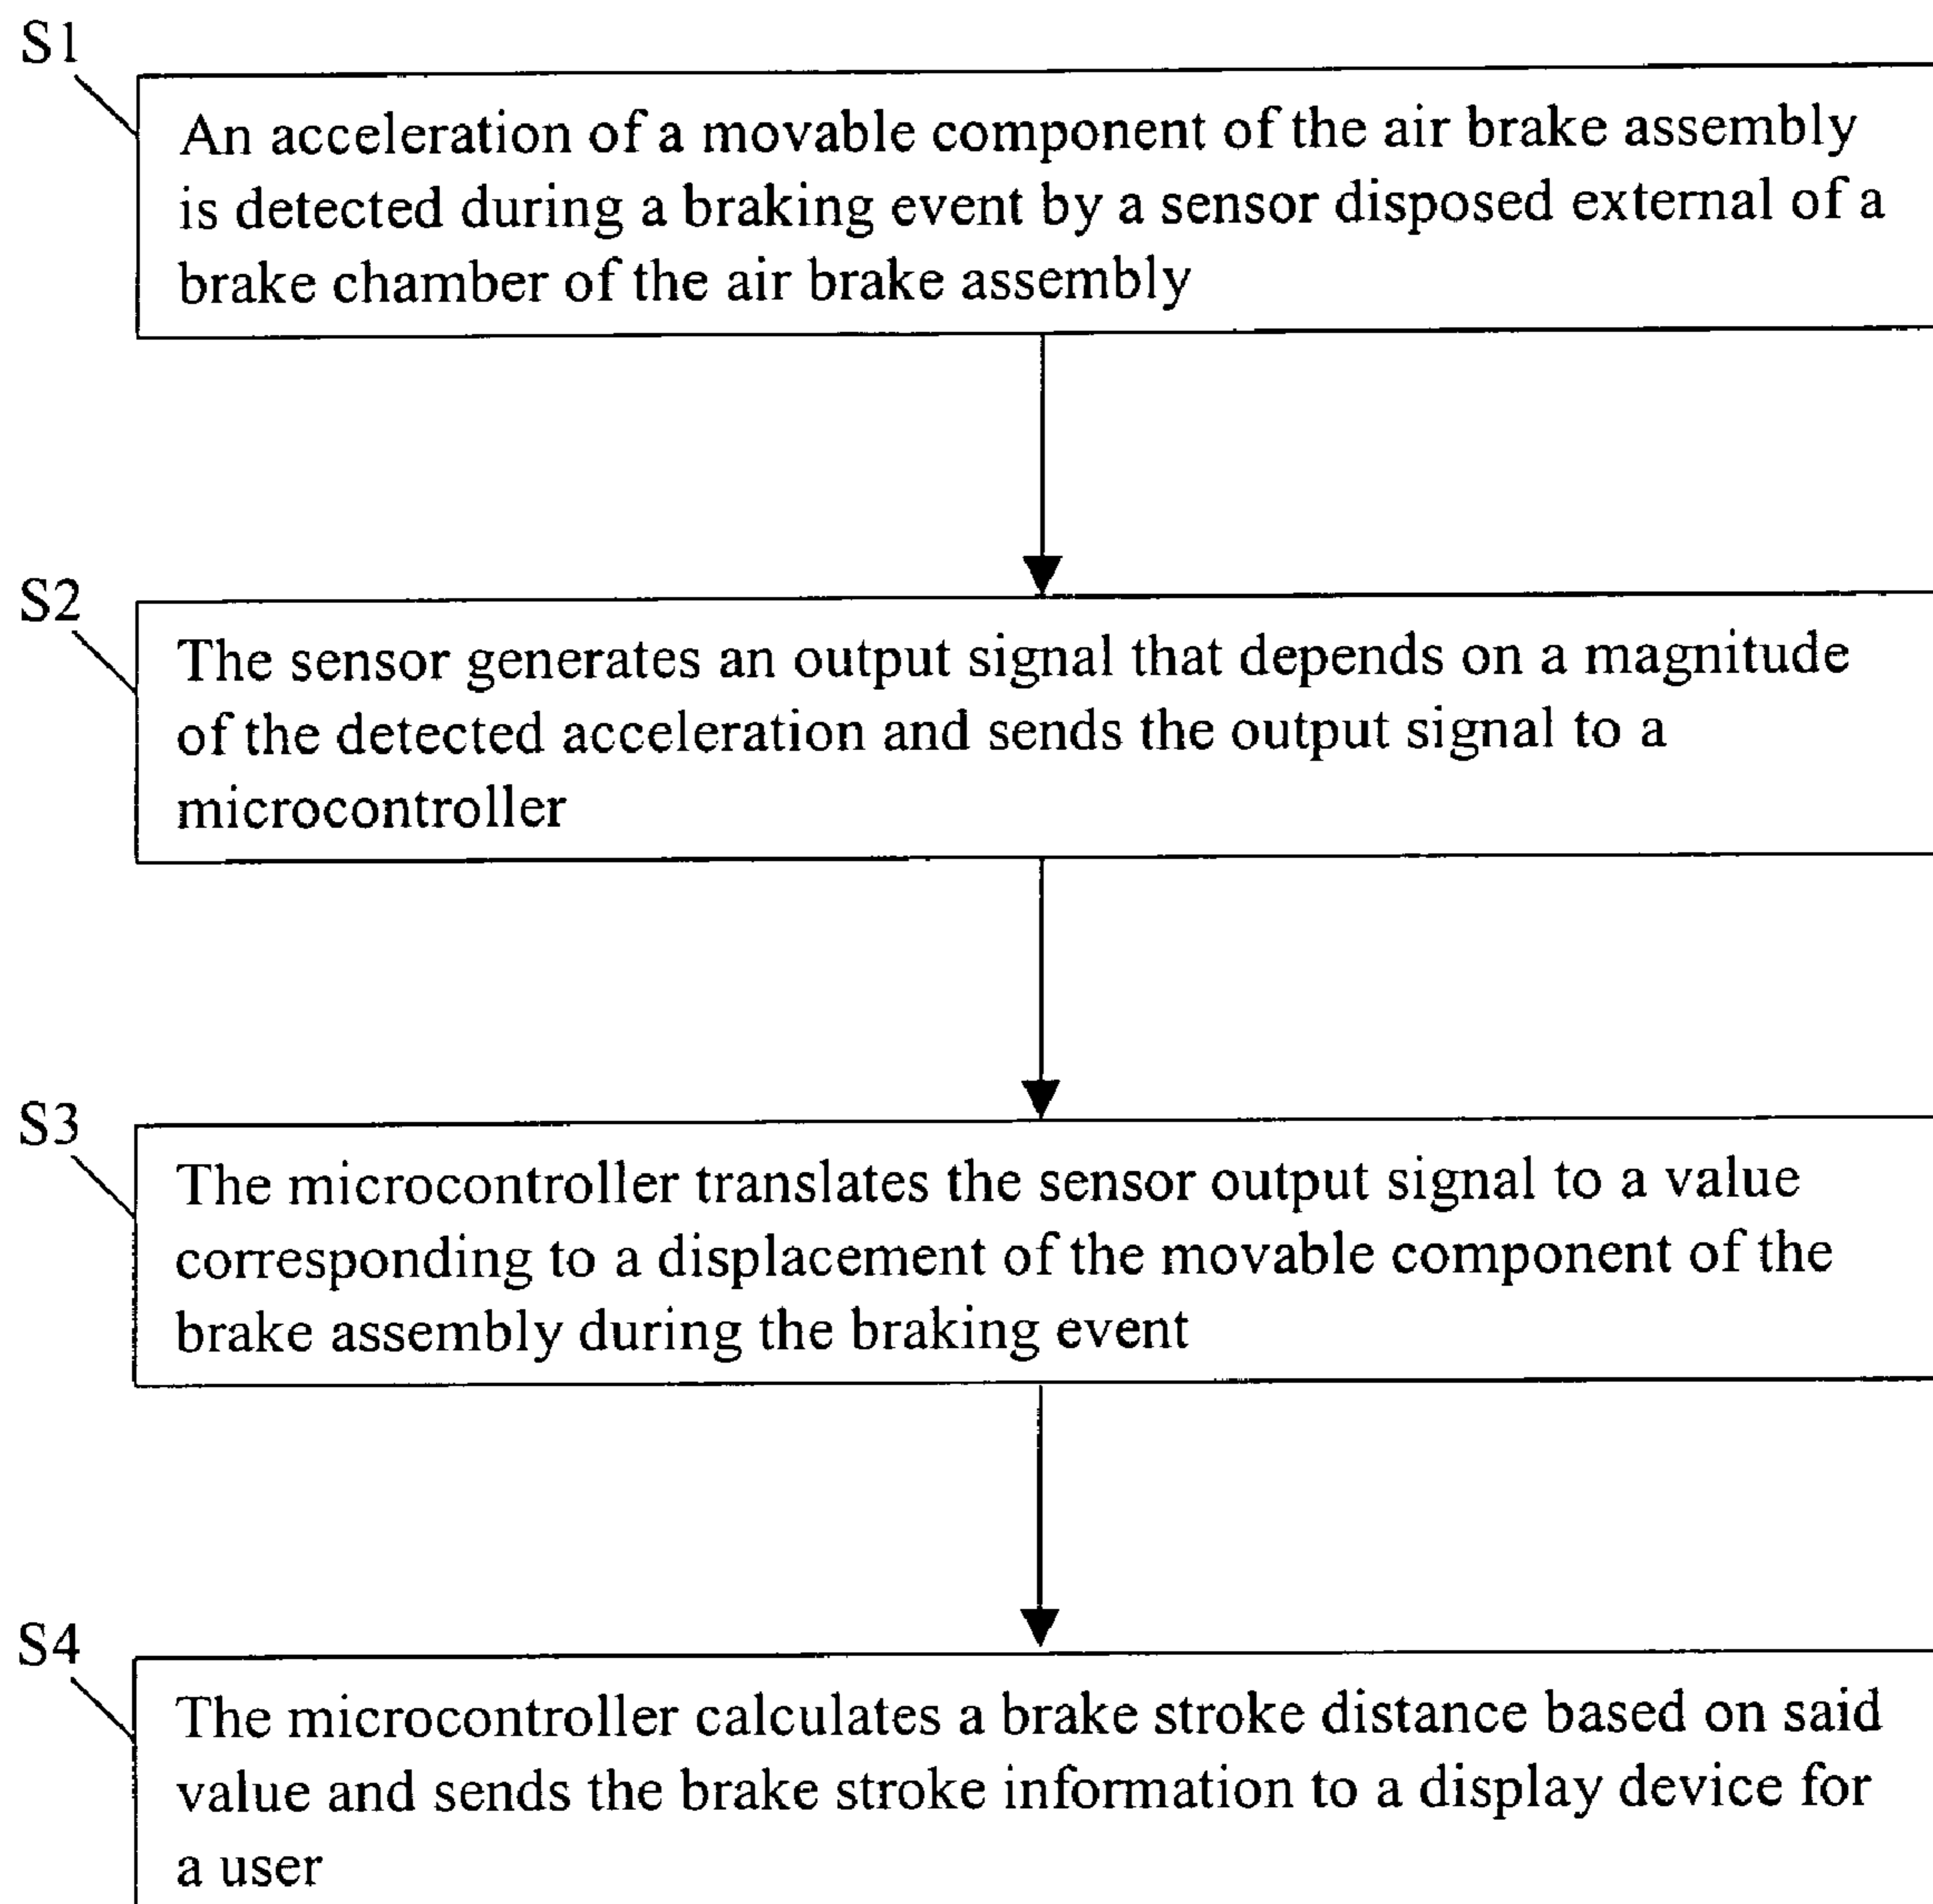 S1
An acceleration of a movable component of the air brake assembly
is detected during a braking event by a sensor disposed external of a
brake chamber of the air brake assembly
S2
The sensor generates an output signal that depends on a magnitude
of the detected acceleration and sends the output signal to a
microcontroller
S3
The microcontroller translates the sensor output signal to a value
corresponding to a displacement of the movable component of the
brake assembly during the braking event
S4
The microcontroller calculates a brake stroke distance based on said
value and sends the brake stroke information to a display device for
a user